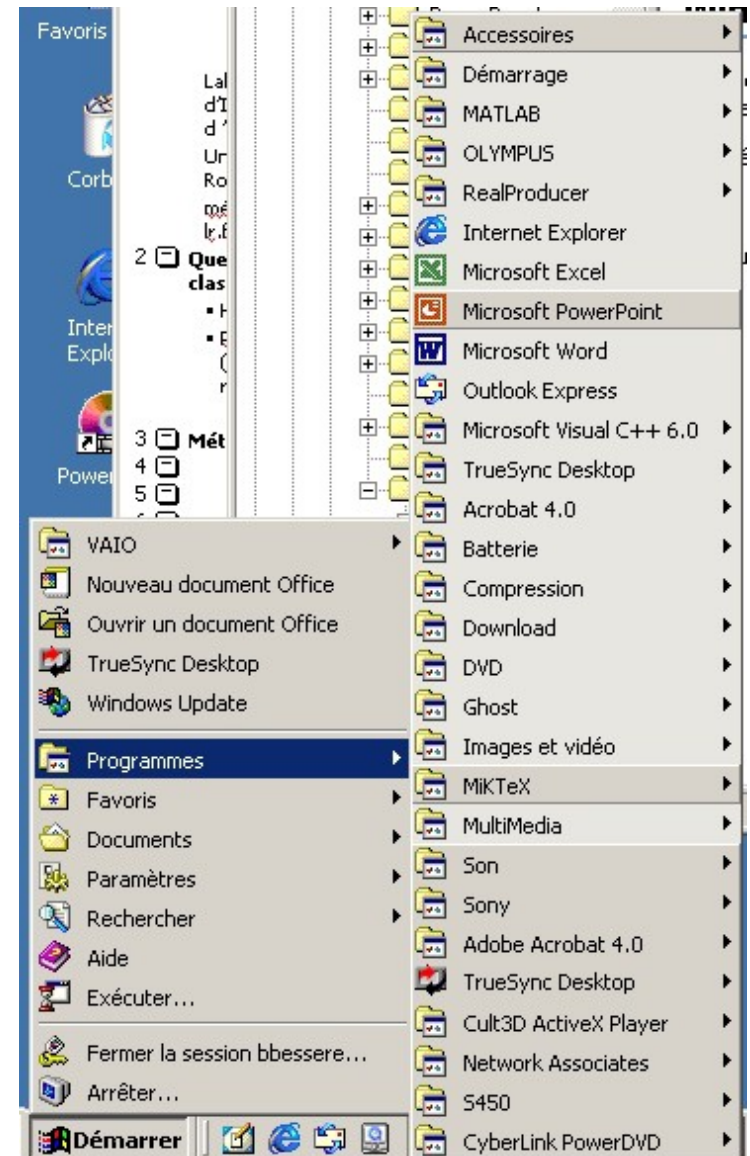 Favoris
Corb
Inter
Explo
Power
Lal
d'I
d '
Un
Ro
mé
2 Que
clas
3 Mét
4
5
Accessoires
Démarrage
MATLAB
OLYMPUS
RealProducer
Internet Explorer
Microsoft Excel
Microsoft PowerPoint
Microsoft Word
Outlook Express
Microsoft Visual C++ 6.0
TrueSync Desktop
Acrobat 4.0
Batterie
Compression
Download
DVD
Ghost
Images et vidéo
MiKTeX
MultiMedia
Son
Sony
Adobe Acrobat 4.0
TrueSync Desktop
Cult3D ActiveX Player
Network Associates
S450
CyberLink PowerDVD
VAIO
Nouveau document Office
Ouvrir un document Office
TrueSync Desktop
Windows Update
Programmes
Favoris
Documents
Paramètres
Rechercher
Aide
Exécuter...
Fermer la session bbessere...
Arrêter...
Démarrer